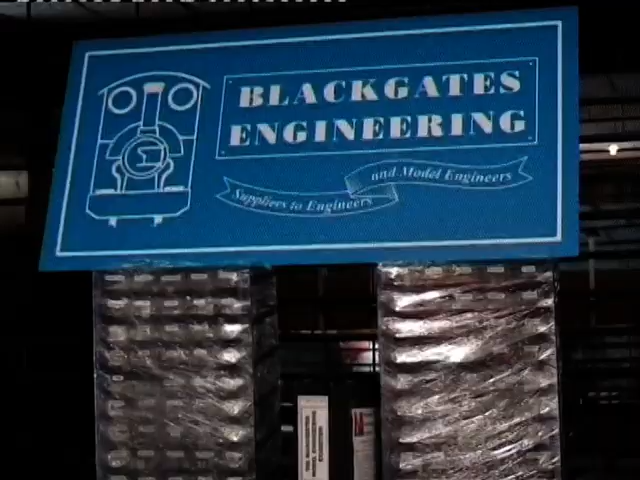 BLACKGATES
ENGINEERING
Suppliers to Engineers
and Model Engineers